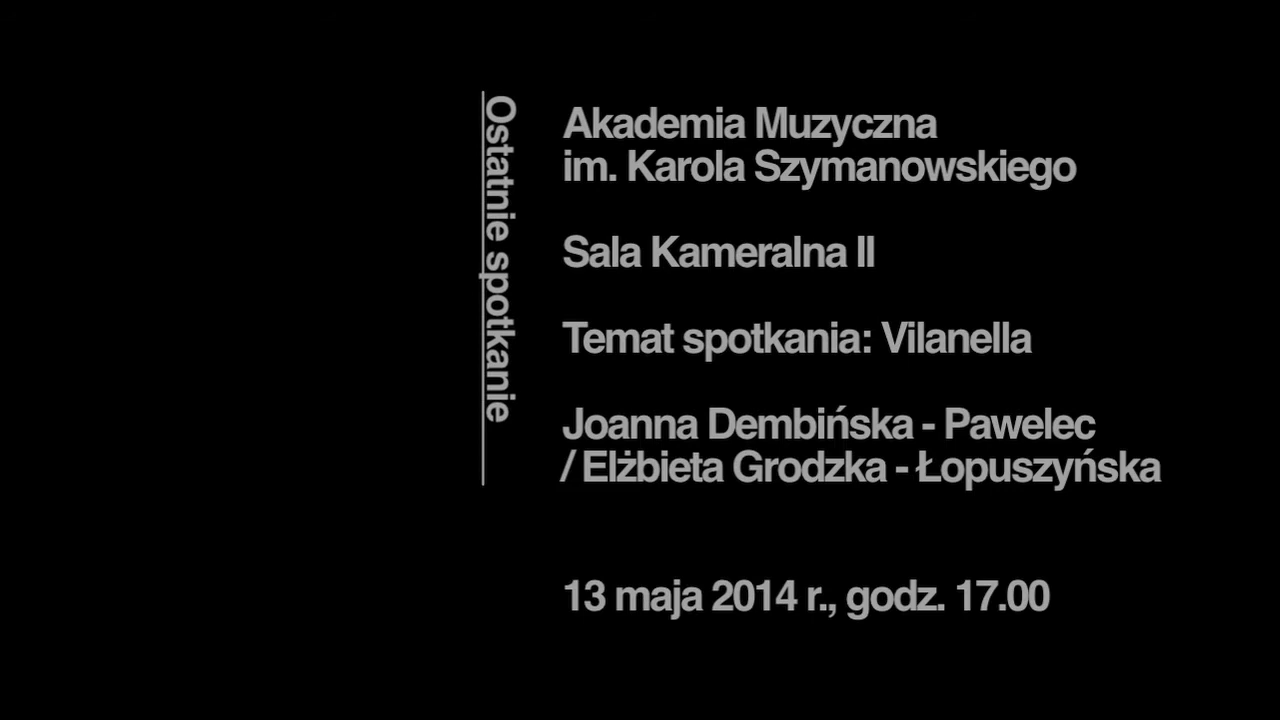 Ostatnie spotkanie
Akademia Muzyczna
im. Karola Szymanowskiego
Sala Kameralna II
Temat spotkania: Vilanella
Joanna Dembińska - Pawelec
/ Elżbieta Grodzka - Łopuszyńska
13 maja 2014 r., godz. 17.00